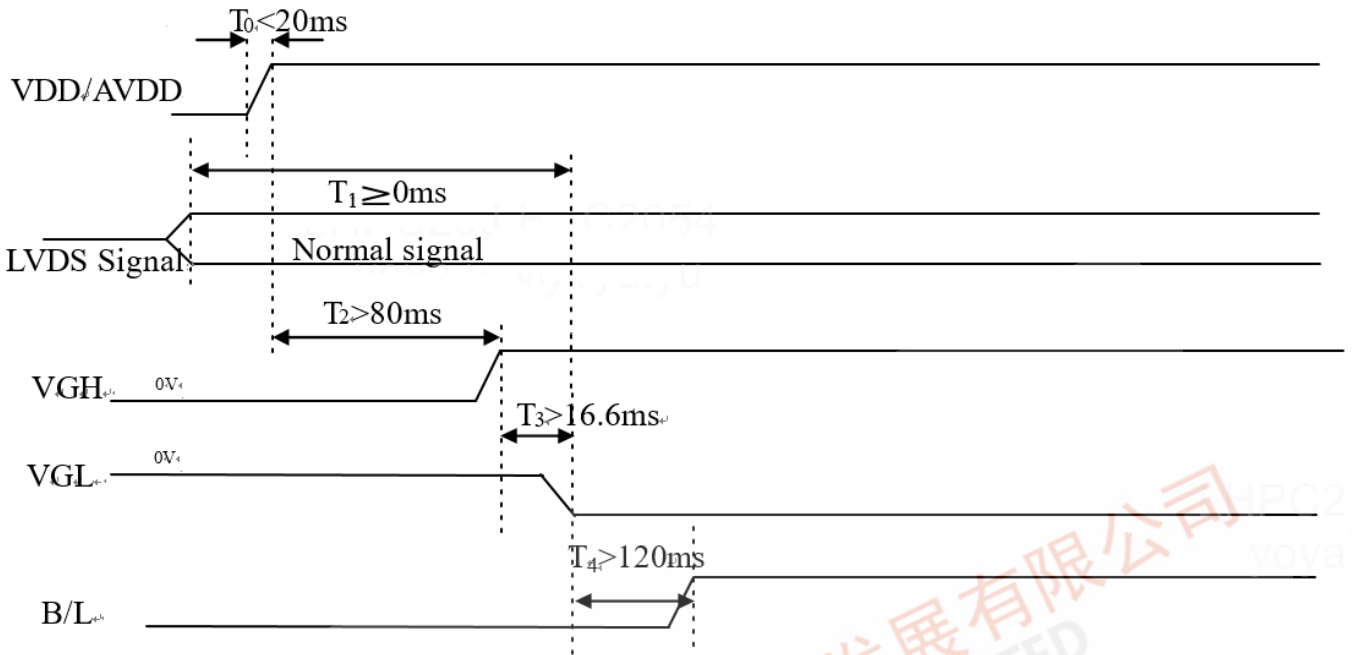 T₀<20ms
VDD/AVDD
T₁≥0ms
LVDS Signal
Normal signal
T₂>80ms
VGH
0V
T₃>16.6ms
VGL
0V
T₄>120ms
B/L
展有限公司